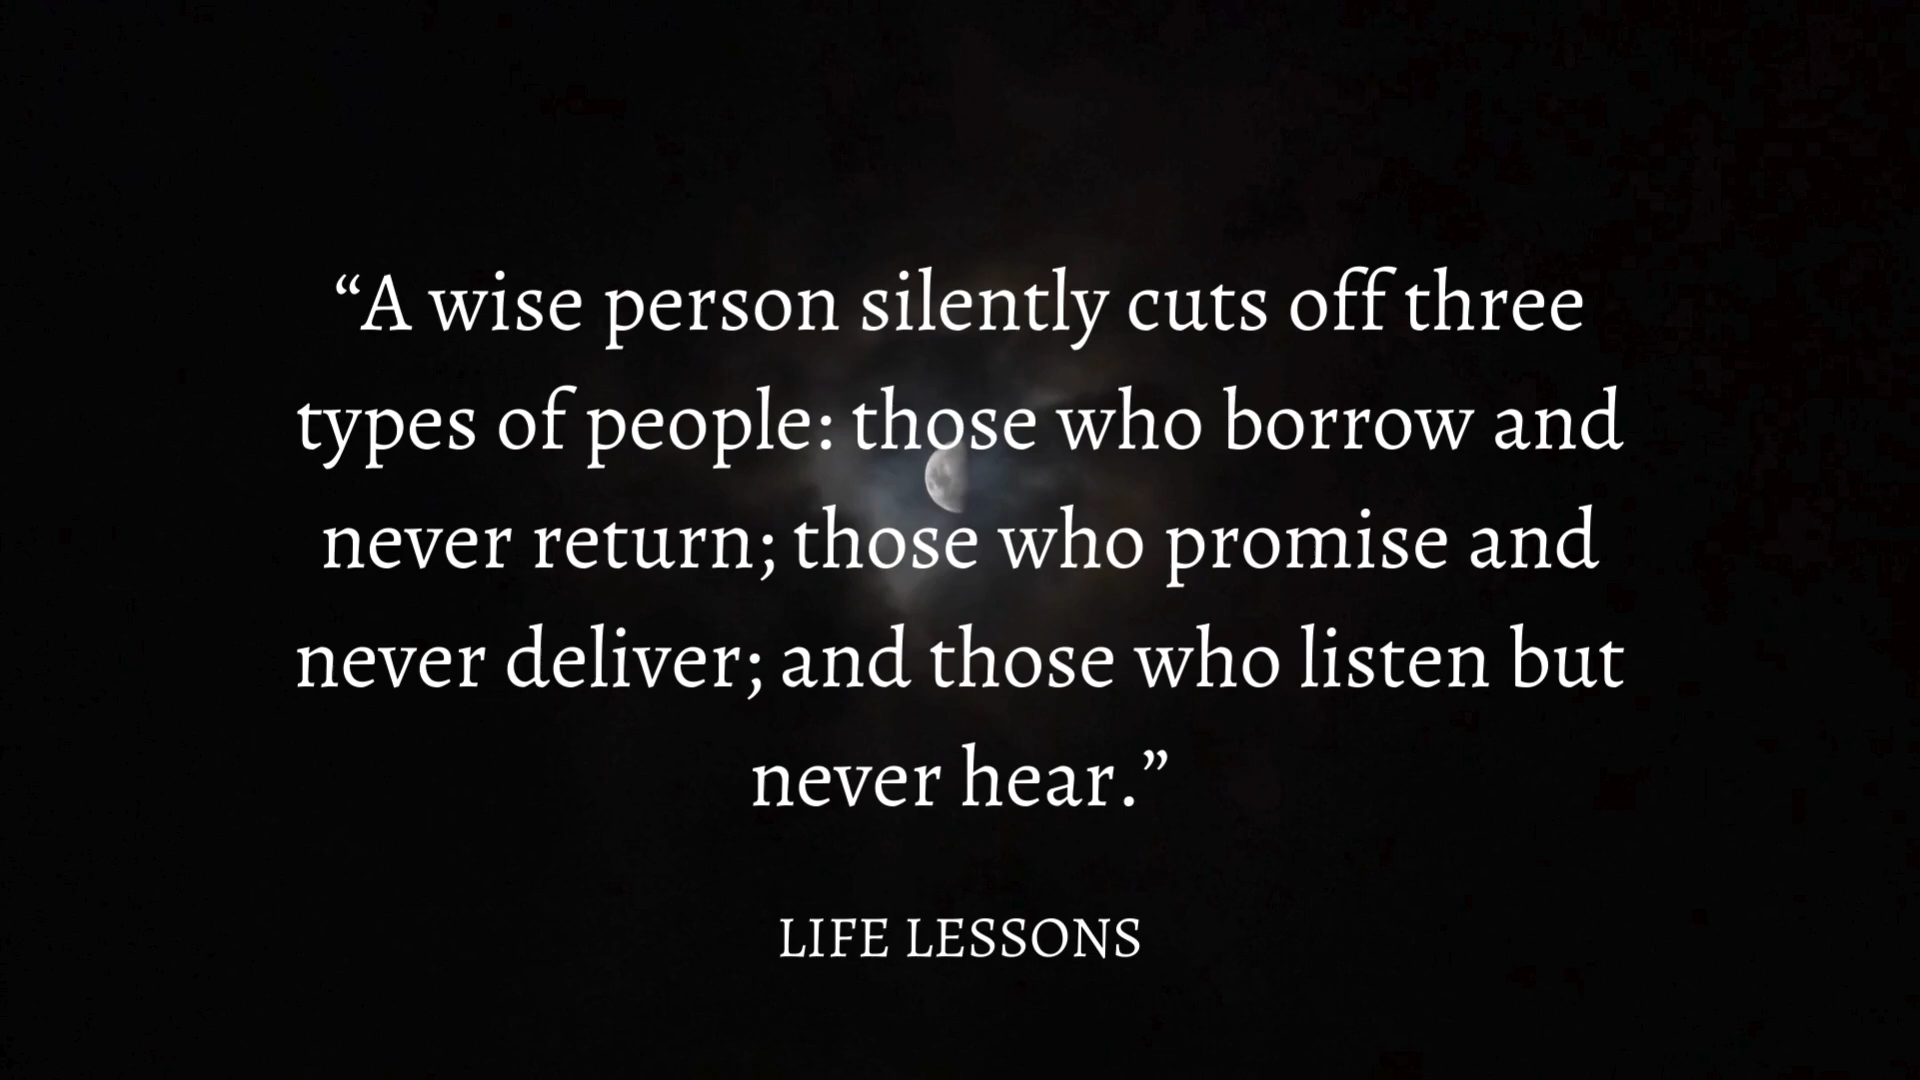 “A wise person silently cuts off three
types of people: those who borrow and
never return; those who promise and
never deliver; and those who listen but
never hear.”
LIFE LESSONS